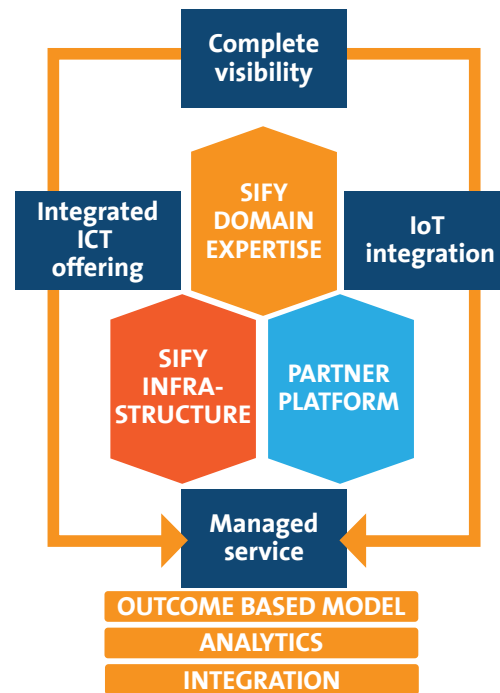 Complete
visibility
SIFY
DOMAIN
EXPERTISE
Integrated
ICT
offering
IoT
integration
SIFY
INFRA-
STRUCTURE
PARTNER
PLATFORM
Managed
service
OUTCOME BASED MODEL
ANALYTICS
INTEGRATION